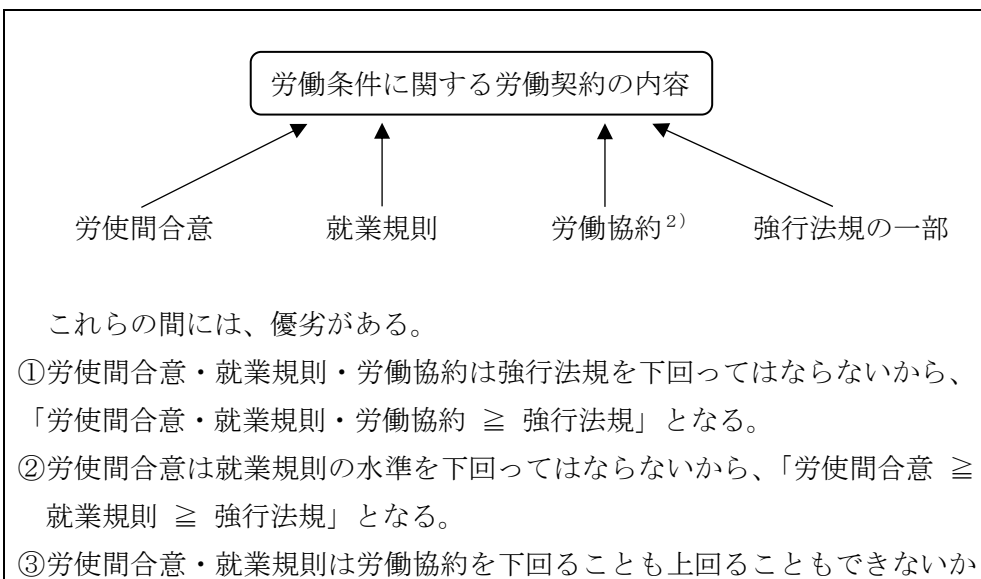 労働条件に関する労働契約の内容
労使間合意 就業規則 労働協約2） 強行法規の一部
これらの間には、優劣がある。
①労使間合意・就業規則・労働協約は強行法規を下回ってはならないから、
「労使間合意・就業規則・労働協約 ≧ 強行法規」となる。
②労使間合意は就業規則の水準を下回ってはならないから、「労使間合意 ≧
就業規則 ≧ 強行法規」となる。
③労使間合意・就業規則は労働協約を下回ることも上回ることもできないか